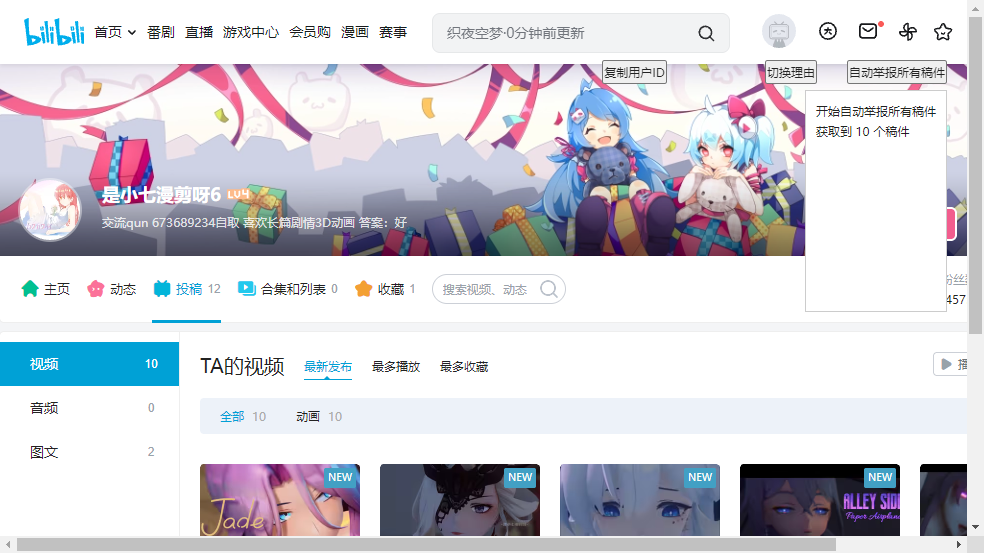 bilibili 首页 番剧 直播 游戏中心 会员购 漫画 赛事 织夜空梦·0分钟前更新
复制用户ID 切换理由 自动举报所有稿件
开始自动举报所有稿件
获取到 10 个稿件
是小七漫剪呀6 LV4
交流qun 673689234自取 喜欢长篇剧情3D动画 答案：好
主页 动态 投稿 12 合集和列表 0 收藏 1 搜索视频、动态
粉丝
457
视频 10
音频 0
图文 2
TA的视频 最新发布 最多播放 最多收藏 播
全部 10 动画 10
NEW NEW NEW NEW
Jade
ALLEY SID
Paper Airplan